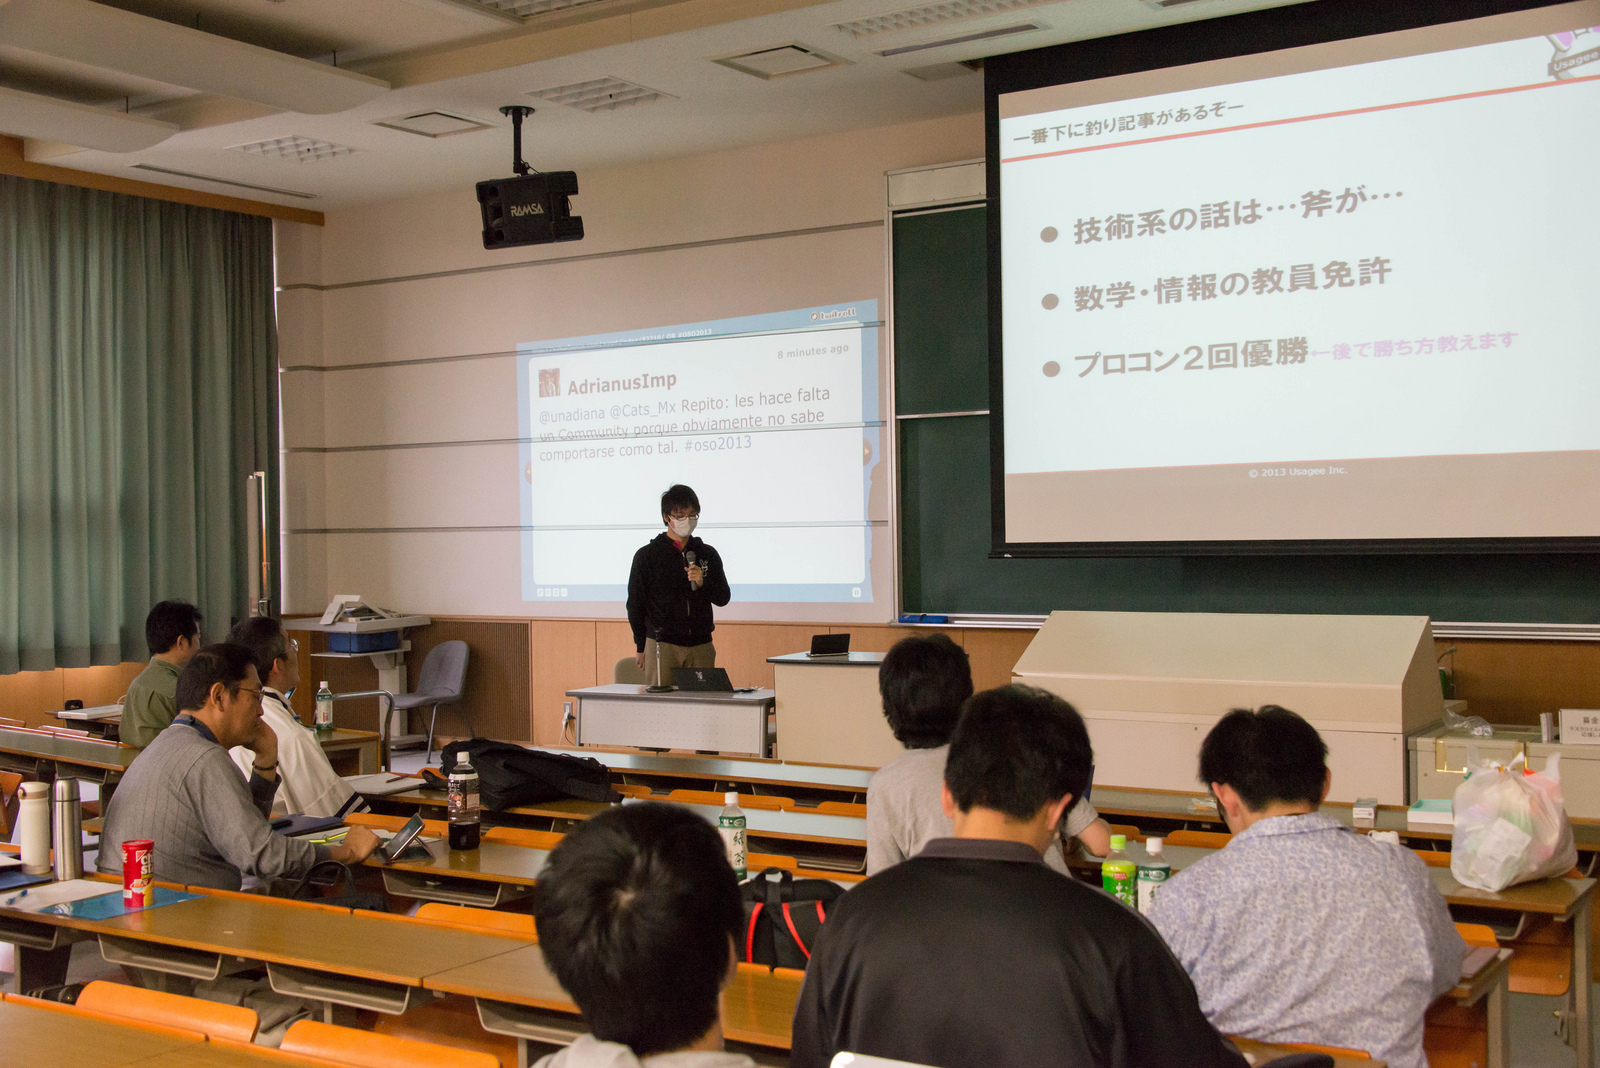 RAMSA
twitrett
8 minutes ago
AdrianusImp
@unadiana @Cats_Mx Repito: les hace falta
un Community porque obviamente no sabe
comportarse como tal. #oso2013
Usagee
一番下に釣り記事があるぞー
● 技術系の話は…斧が…
● 数学・情報の教員免許
● プロコン2回優勝←後で勝ち方教えます
© 2013 Usagee Inc.
緑茶